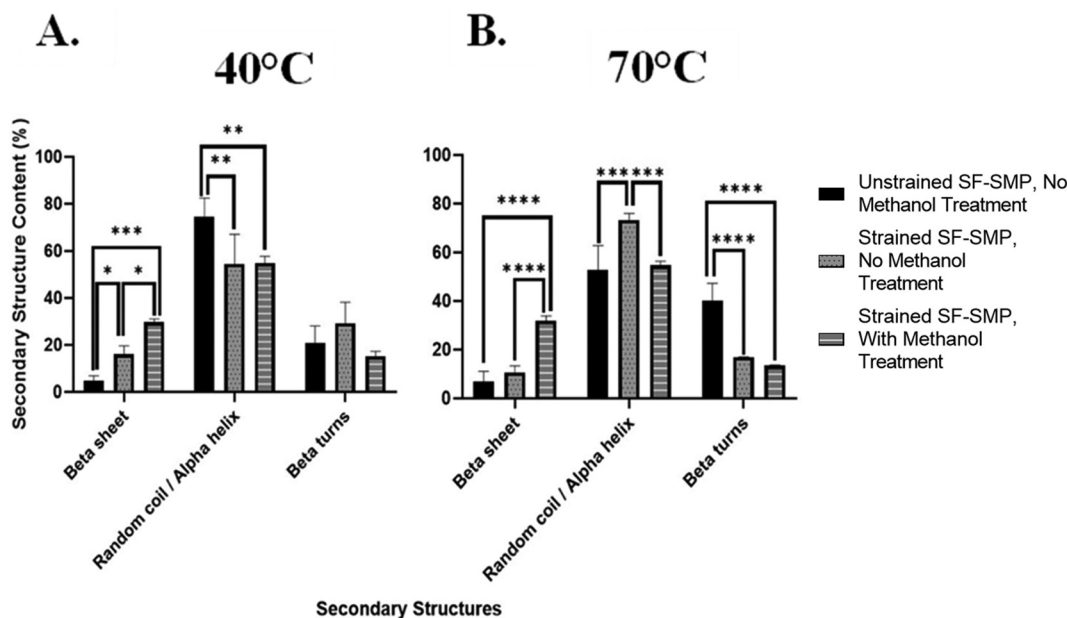 A.
40°C
B.
70°C
Secondary Structure Content (%)
100
80
60
40
20
0
**
**
***
*
*
Beta sheet
Random coil / Alpha helix
Beta turns
100
80
60
40
20
0
****
****
***
***
****
****
Beta sheet
Random coil / Alpha helix
Beta turns
Unstrained SF-SMP, No
Methanol Treatment
Strained SF-SMP,
No Methanol
Treatment
Strained SF-SMP,
With Methanol
Treatment
Secondary Structures